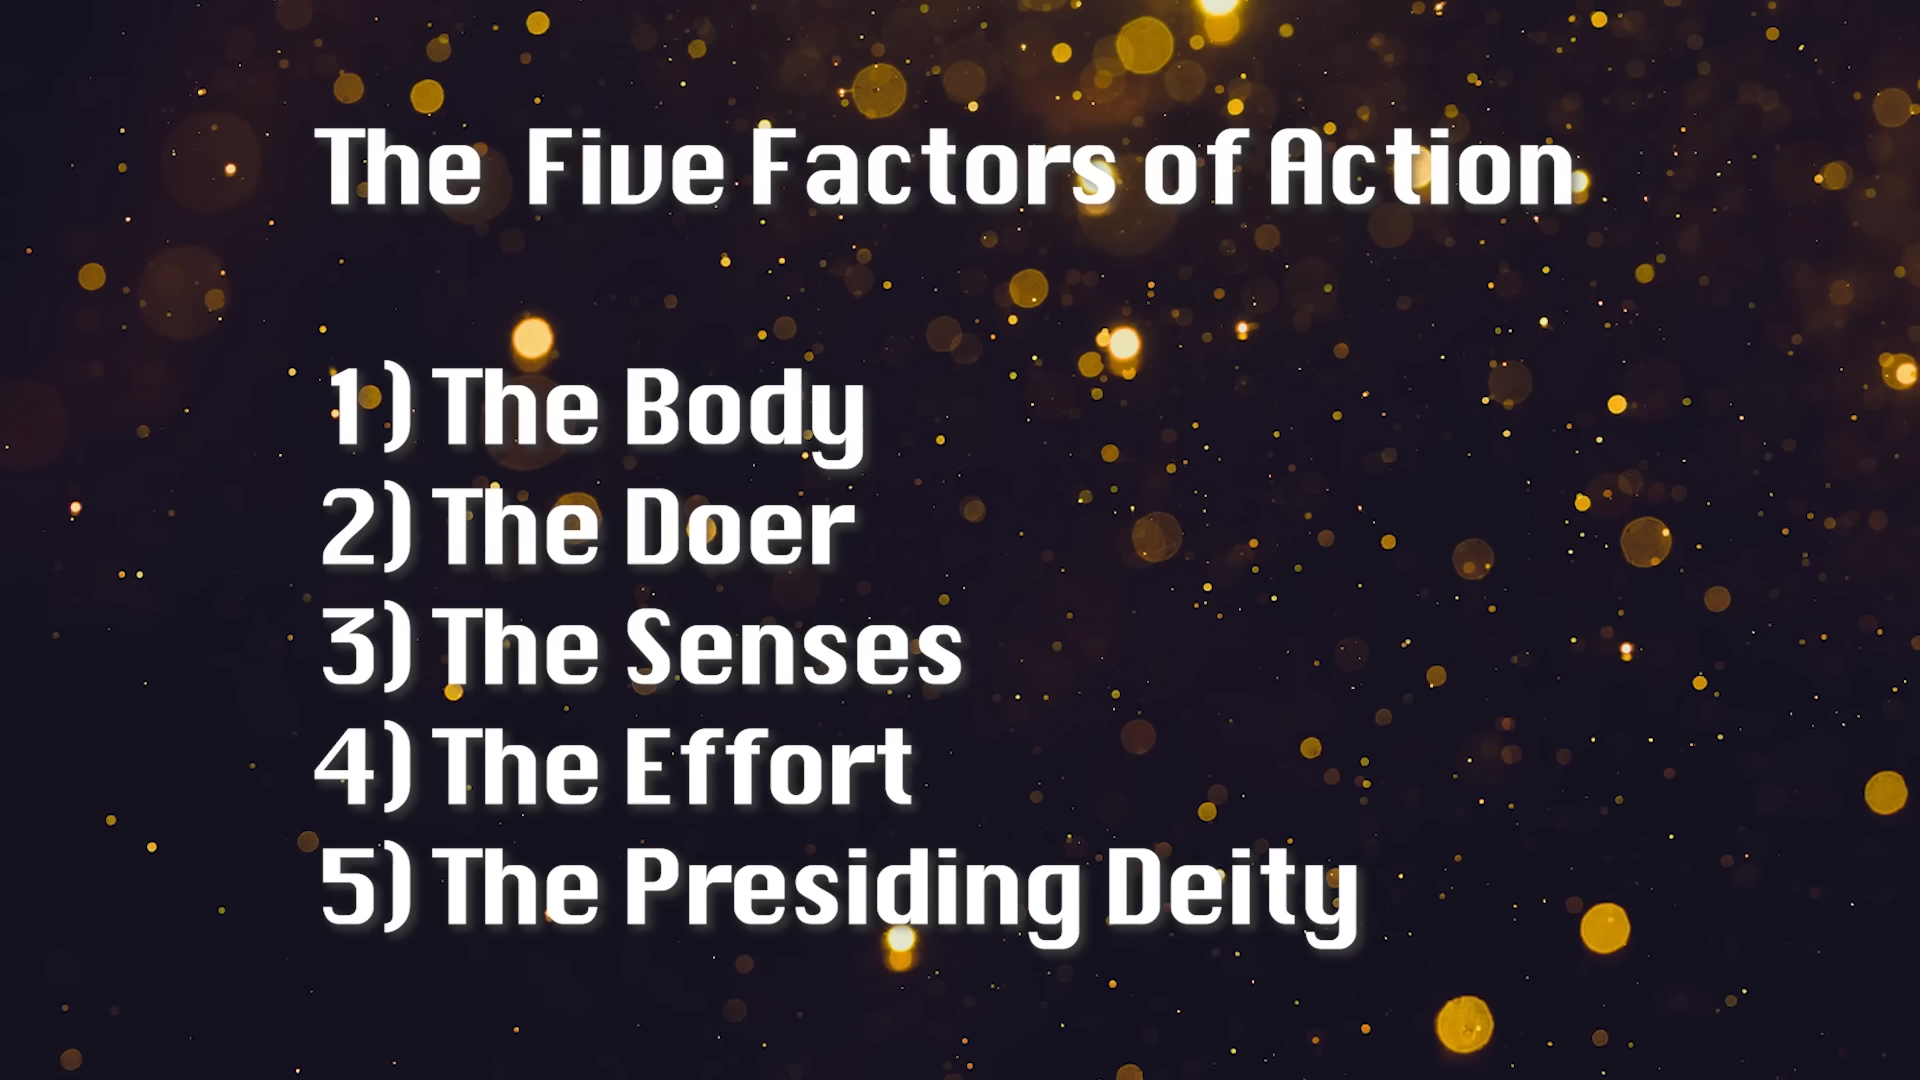 The Five Factors of Action
1) The Body
2) The Doer
3) The Senses
4) The Effort
5) The Presiding Deity